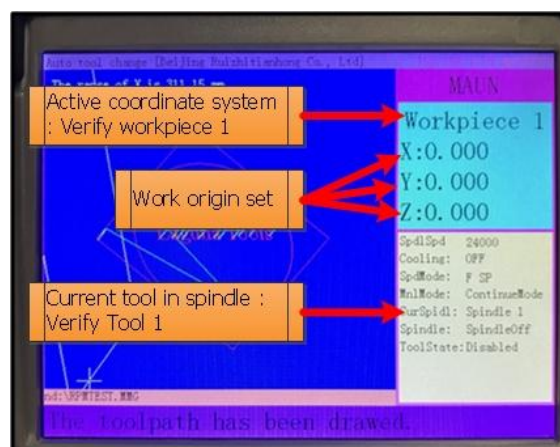 Auto tool change (Beijing Ruizhitianhong Co., Ltd)
The range of X is 311.15 mm
MAUN
Active coordinate system
: Verify workpiece 1
Workpiece 1
X:0.000
Y:0.000
Z:0.000
Work origin set
SpdlSpd 24000
Cooling: OFF
SpdMode: F SP
MnlMode: ContinueMode
CurSpidl: Spindle 1
Spindle: SpindleOff
ToolState:Disabled
Current tool in spindle :
Verify Tool 1
nd:\RPMTEST.MMG
The toolpath has been drawed.